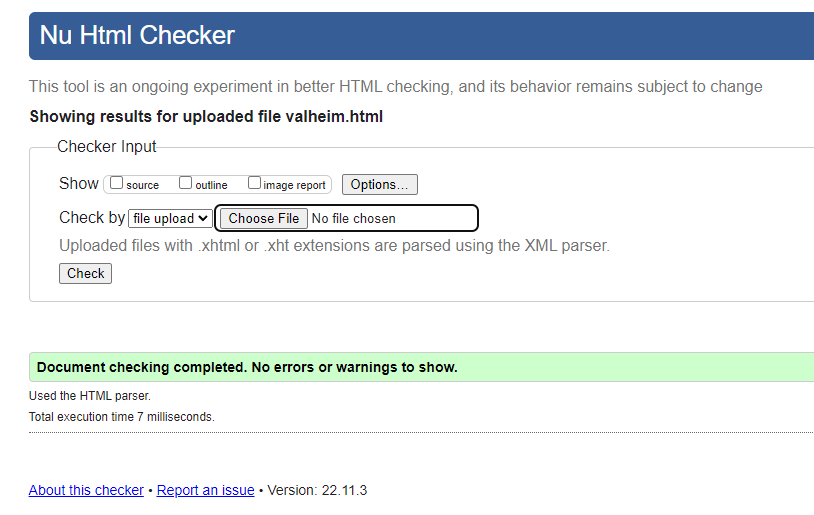 Nu Html Checker
This tool is an ongoing experiment in better HTML checking, and its behavior remains subject to change
Showing results for uploaded file valheim.html
Checker Input
Show source outline image report Options...
Check by file upload Choose File No file chosen
Uploaded files with .xhtml or .xht extensions are parsed using the XML parser.
Check
Document checking completed. No errors or warnings to show.
Used the HTML parser.
Total execution time 7 milliseconds.
About this checker • Report an issue • Version: 22.11.3